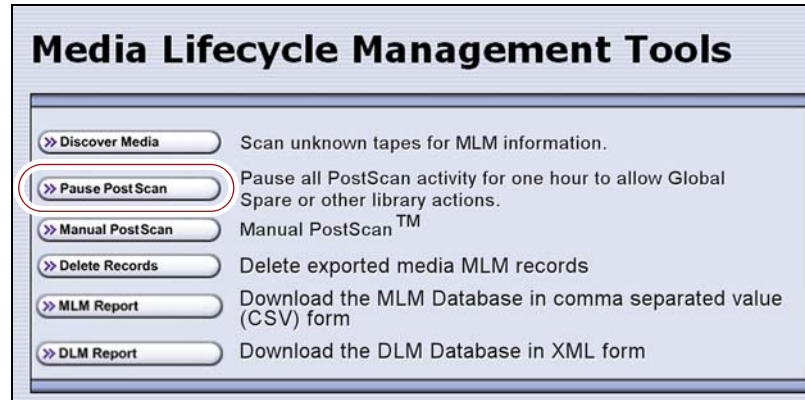 Media Lifecycle Management Tools
Discover Media Scan unknown tapes for MLM information.
Pause Post Scan Pause all PostScan activity for one hour to allow Global
Spare or other library actions.
Manual PostScan Manual PostScan™
Delete Records Delete exported media MLM records
MLM Report Download the MLM Database in comma separated value
(CSV) form
DLM Report Download the DLM Database in XML form